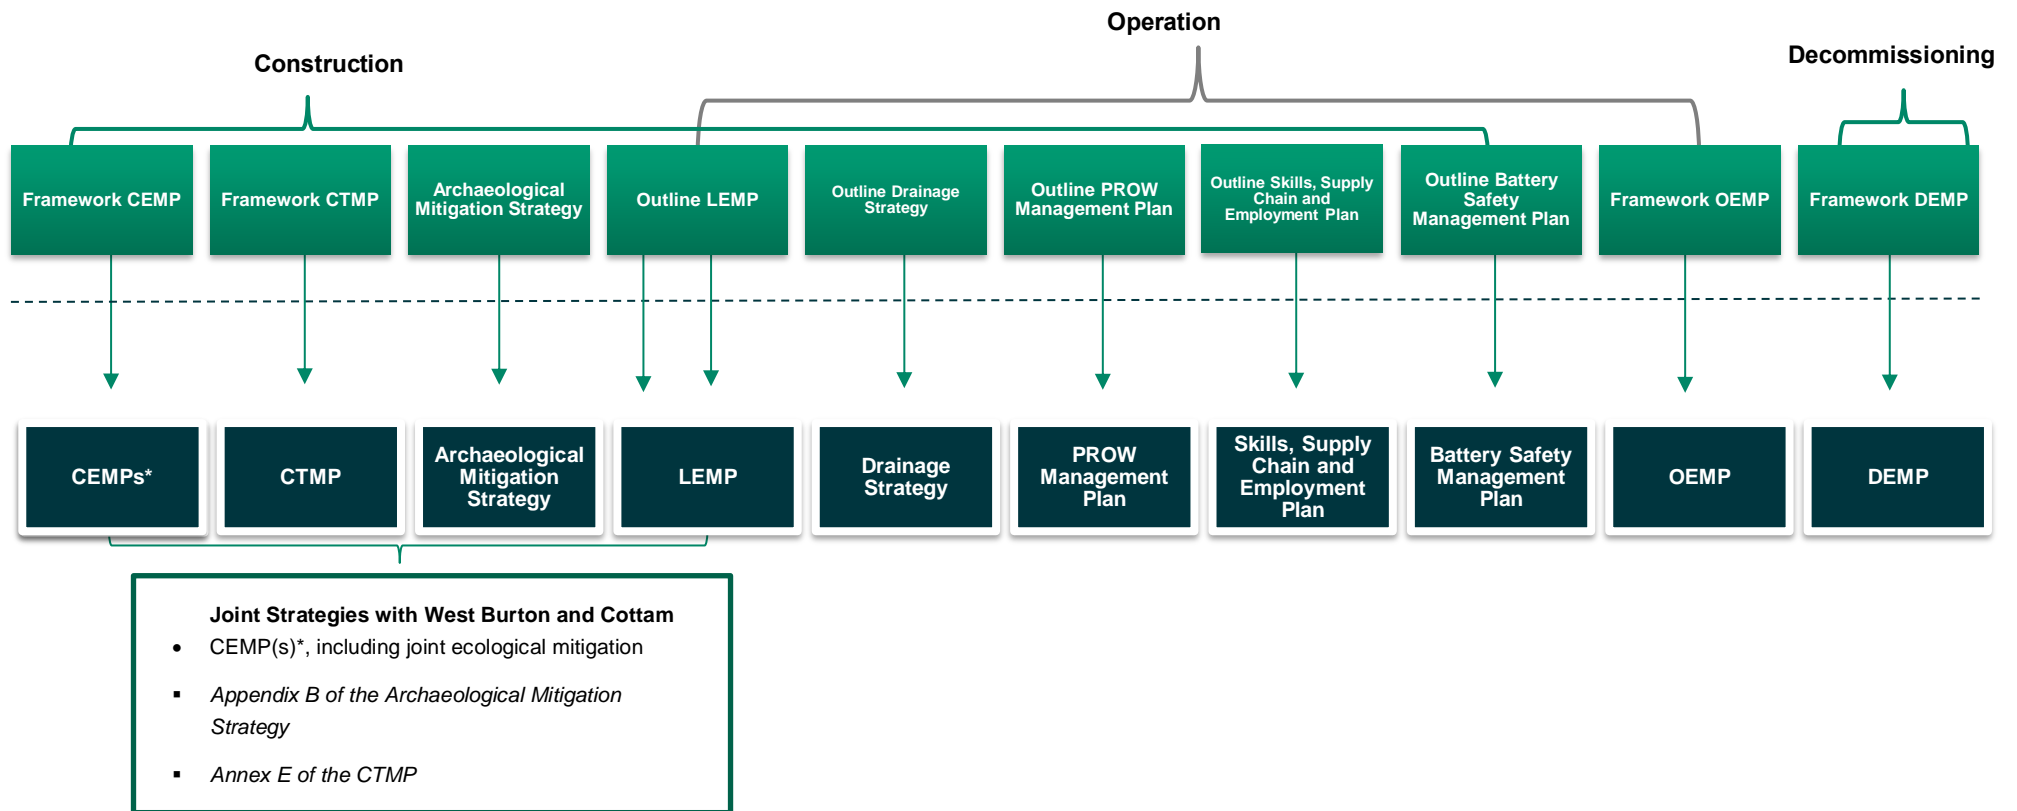 Operation
Construction
Decommissioning
Framework CEMP
Framework CTMP
Archaeological
Mitigation Strategy
Outline LEMP
Outline Drainage
Strategy
Outline PROW
Management Plan
Outline Skills, Supply
Chain and
Employment Plan
Outline Battery
Safety
Management Plan
Framework OEMP
Framework DEMP
CEMPs*
CTMP
Archaeological
Mitigation
Strategy
LEMP
Drainage
Strategy
PROW
Management
Plan
Skills, Supply
Chain and
Employment
Plan
Battery Safety
Management
Plan
OEMP
DEMP
Joint Strategies with West Burton and Cottam
• CEMP(s)*, including joint ecological mitigation
▪ Appendix B of the Archaeological Mitigation
Strategy
▪ Annex E of the CTMP